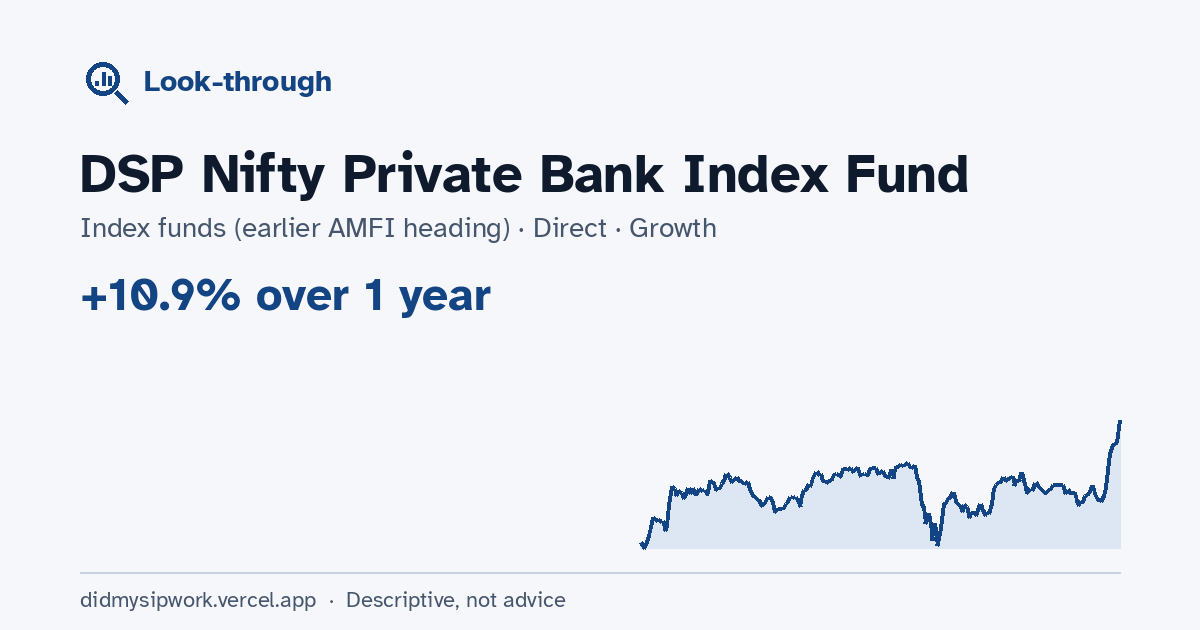 Look-through
DSP Nifty Private Bank Index Fund
Index funds (earlier AMFI heading) · Direct · Growth
+10.9% over 1 year
didmysipwork.vercel.app · Descriptive, not advice